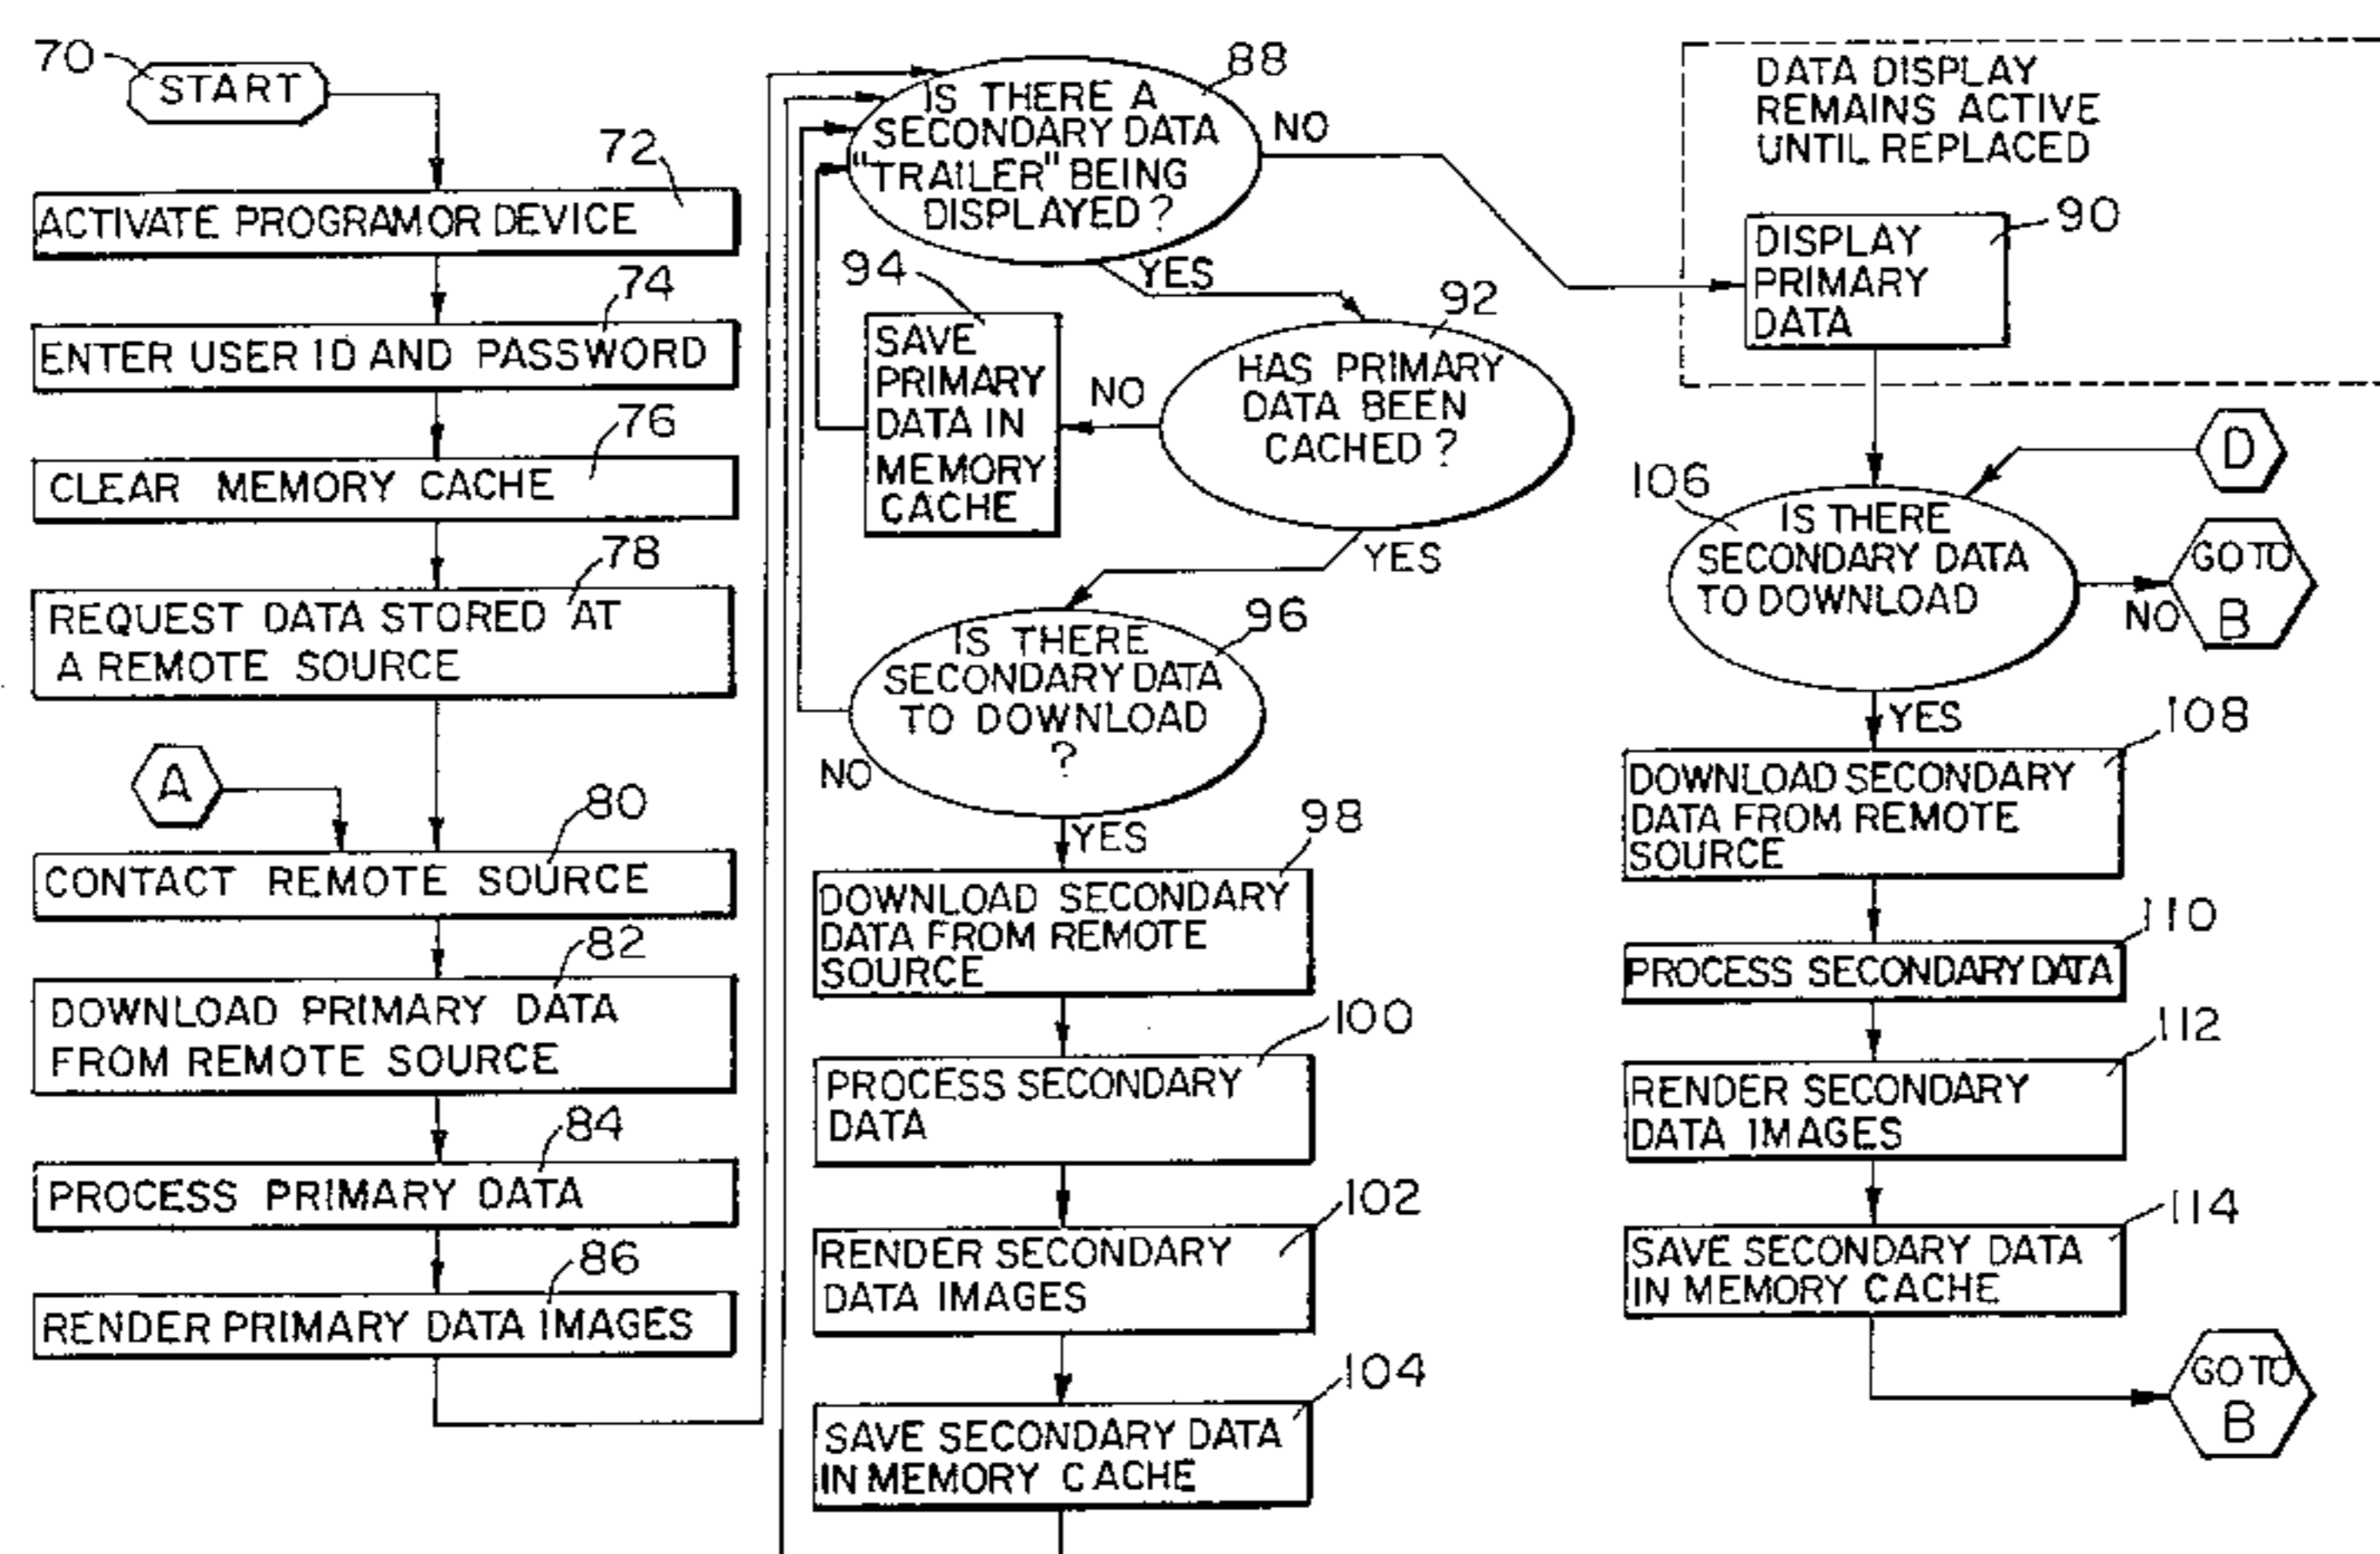 70
START
72
ACTIVATE PROGRAM OR DEVICE
74
ENTER USER ID AND PASSWORD
76
CLEAR MEMORY CACHE
78
REQUEST DATA STORED AT
A REMOTE SOURCE
A
80
CONTACT REMOTE SOURCE
82
DOWNLOAD PRIMARY DATA
FROM REMOTE SOURCE
84
PROCESS PRIMARY DATA
86
RENDER PRIMARY DATA IMAGES
88
IS THERE A
SECONDARY DATA
"TRAILER" BEING
DISPLAYED?
NO
YES
94
SAVE
PRIMARY
DATA IN
MEMORY
CACHE
92
HAS PRIMARY
DATA BEEN
CACHED?
NO
YES
96
IS THERE
SECONDARY DATA
TO DOWNLOAD
?
NO
YES
98
DOWNLOAD SECONDARY
DATA FROM REMOTE
SOURCE
100
PROCESS SECONDARY
DATA
102
RENDER SECONDARY
DATA IMAGES
104
SAVE SECONDARY DATA
IN MEMORY CACHE
DATA DISPLAY
REMAINS ACTIVE
UNTIL REPLACED
90
DISPLAY
PRIMARY
DATA
D
106
IS THERE
SECONDARY DATA
TO DOWNLOAD
NO
GO TO
B
YES
108
DOWNLOAD SECONDARY
DATA FROM REMOTE
SOURCE
110
PROCESS SECONDARY DATA
112
RENDER SECONDARY
DATA IMAGES
114
SAVE SECONDARY DATA
IN MEMORY CACHE
GO TO
B